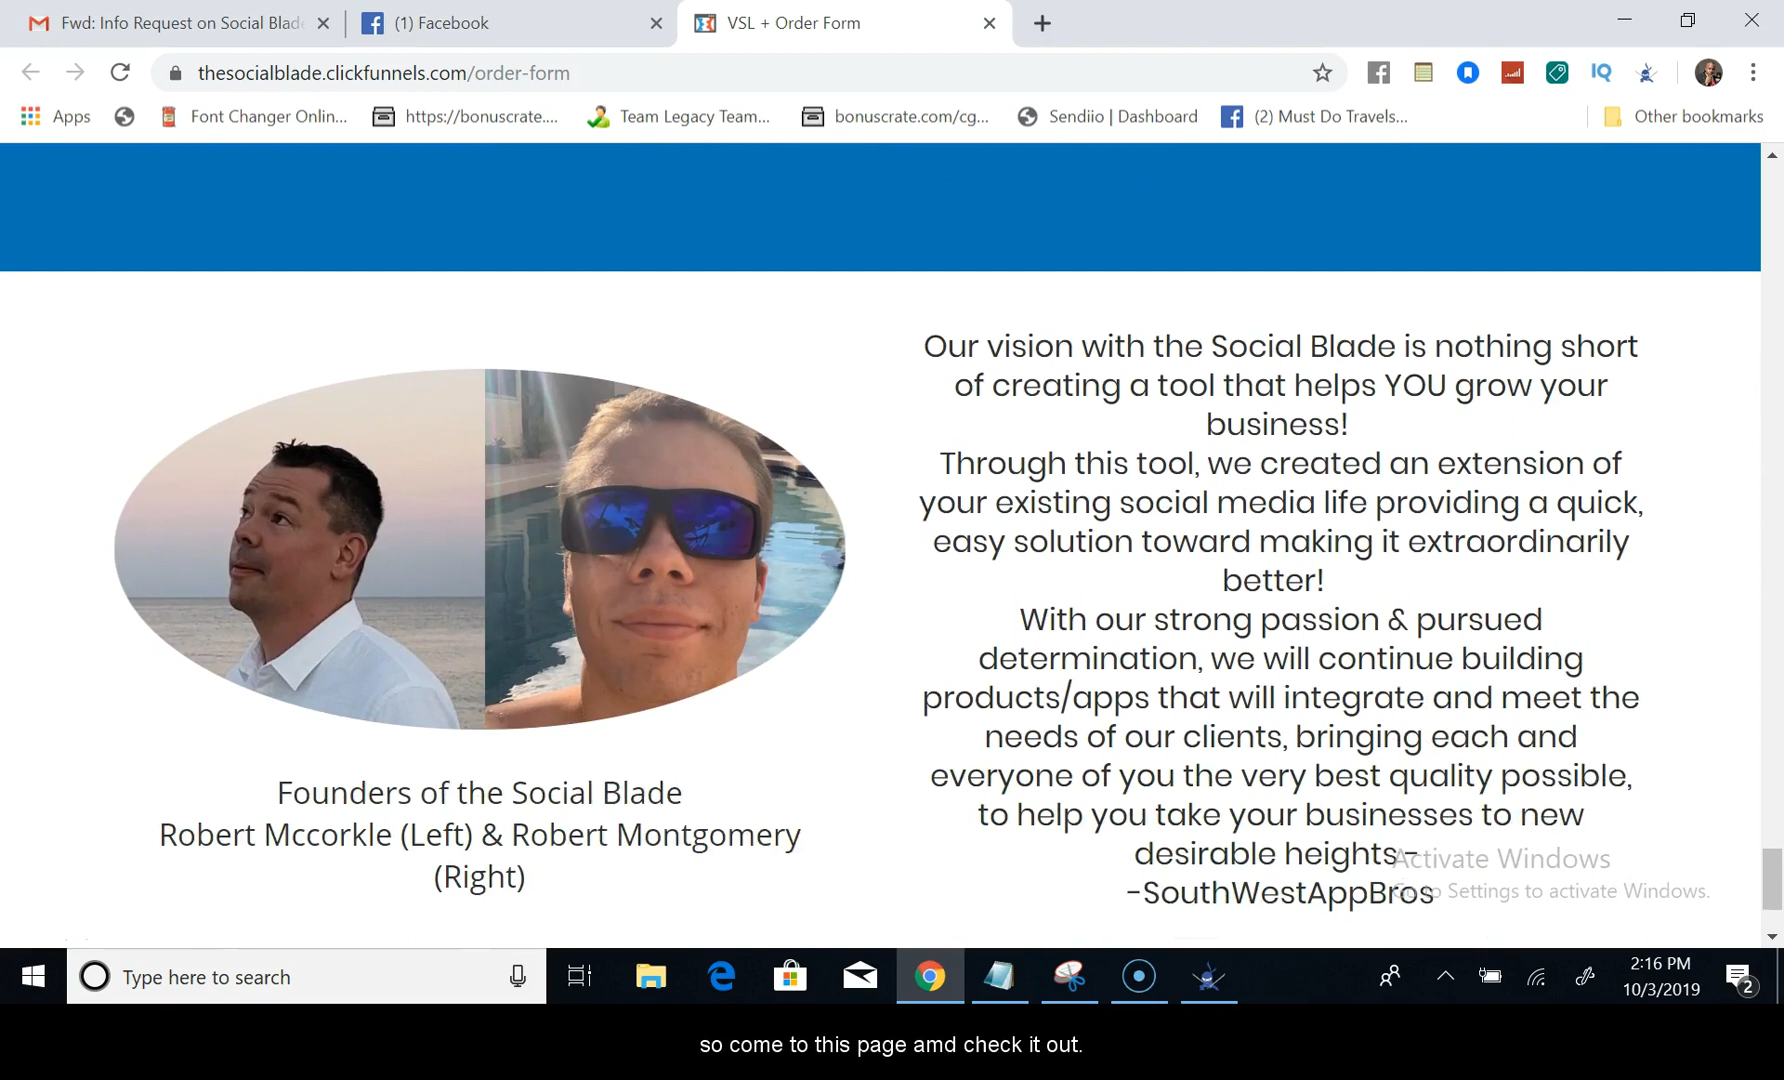 Fwd: Info Request on Social Blade
(1) Facebook
VSL + Order Form
thesocialblade.clickfunnels.com/order-form
IQ
Apps
Font Changer Onlin...
https://bonuscrate....
Team Legacy Team...
bonuscrate.com/cg...
Sendiio | Dashboard
(2) Must Do Travels...
Other bookmarks
Our vision with the Social Blade is nothing short
of creating a tool that helps YOU grow your
business!
Through this tool, we created an extension of
your existing social media life providing a quick,
easy solution toward making it extraordinarily
better!
With our strong passion & pursued
determination, we will continue building
products/apps that will integrate and meet the
needs of our clients, bringing each and
everyone of you the very best quality possible,
to help you take your businesses to new
desirable heights -
-SouthWestAppBros
Founders of the Social Blade
Robert Mccorkle (Left) & Robert Montgomery
(Right)
Activate Windows
Go to Settings to activate Windows.
Type here to search
2:16 PM
10/3/2019
2
so come to this page amd check it out.